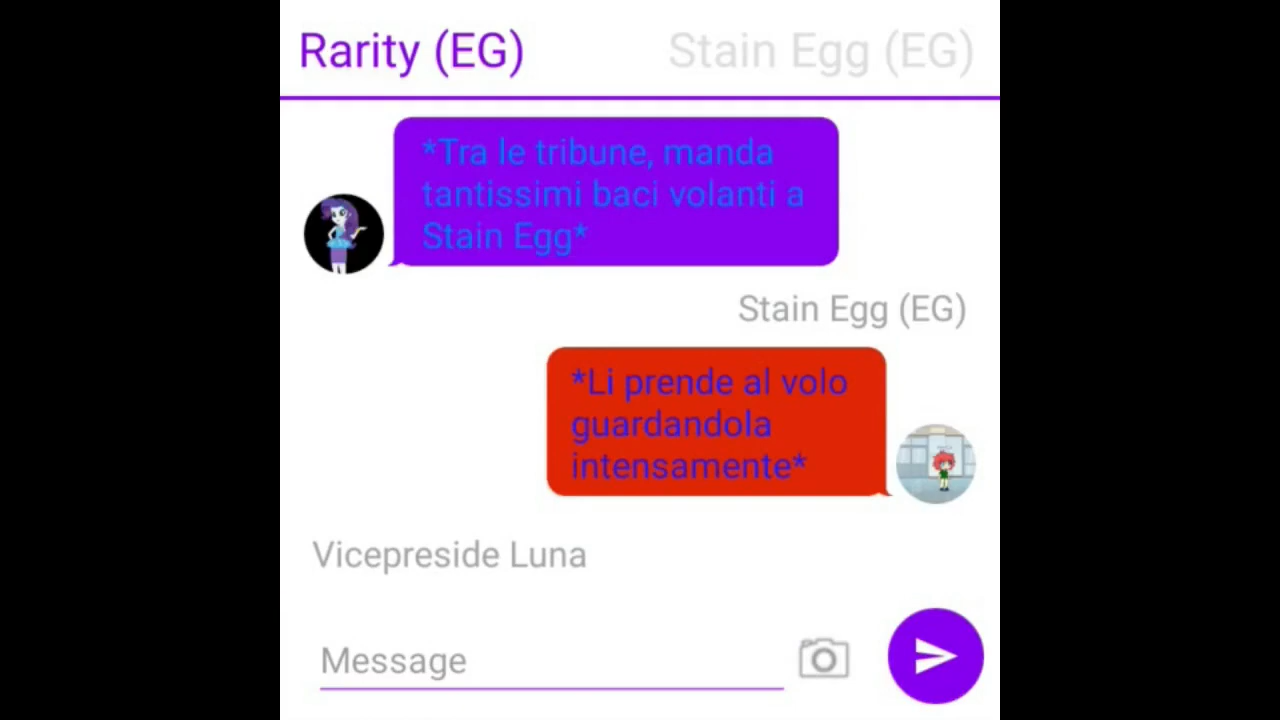 Rarity (EG) Stain Egg (EG)
*Tra le tribune, manda
tantissimi baci volanti a
Stain Egg*
Stain Egg (EG)
*Li prende al volo
guardandola
intensamente*
Vicepreside Luna
Message